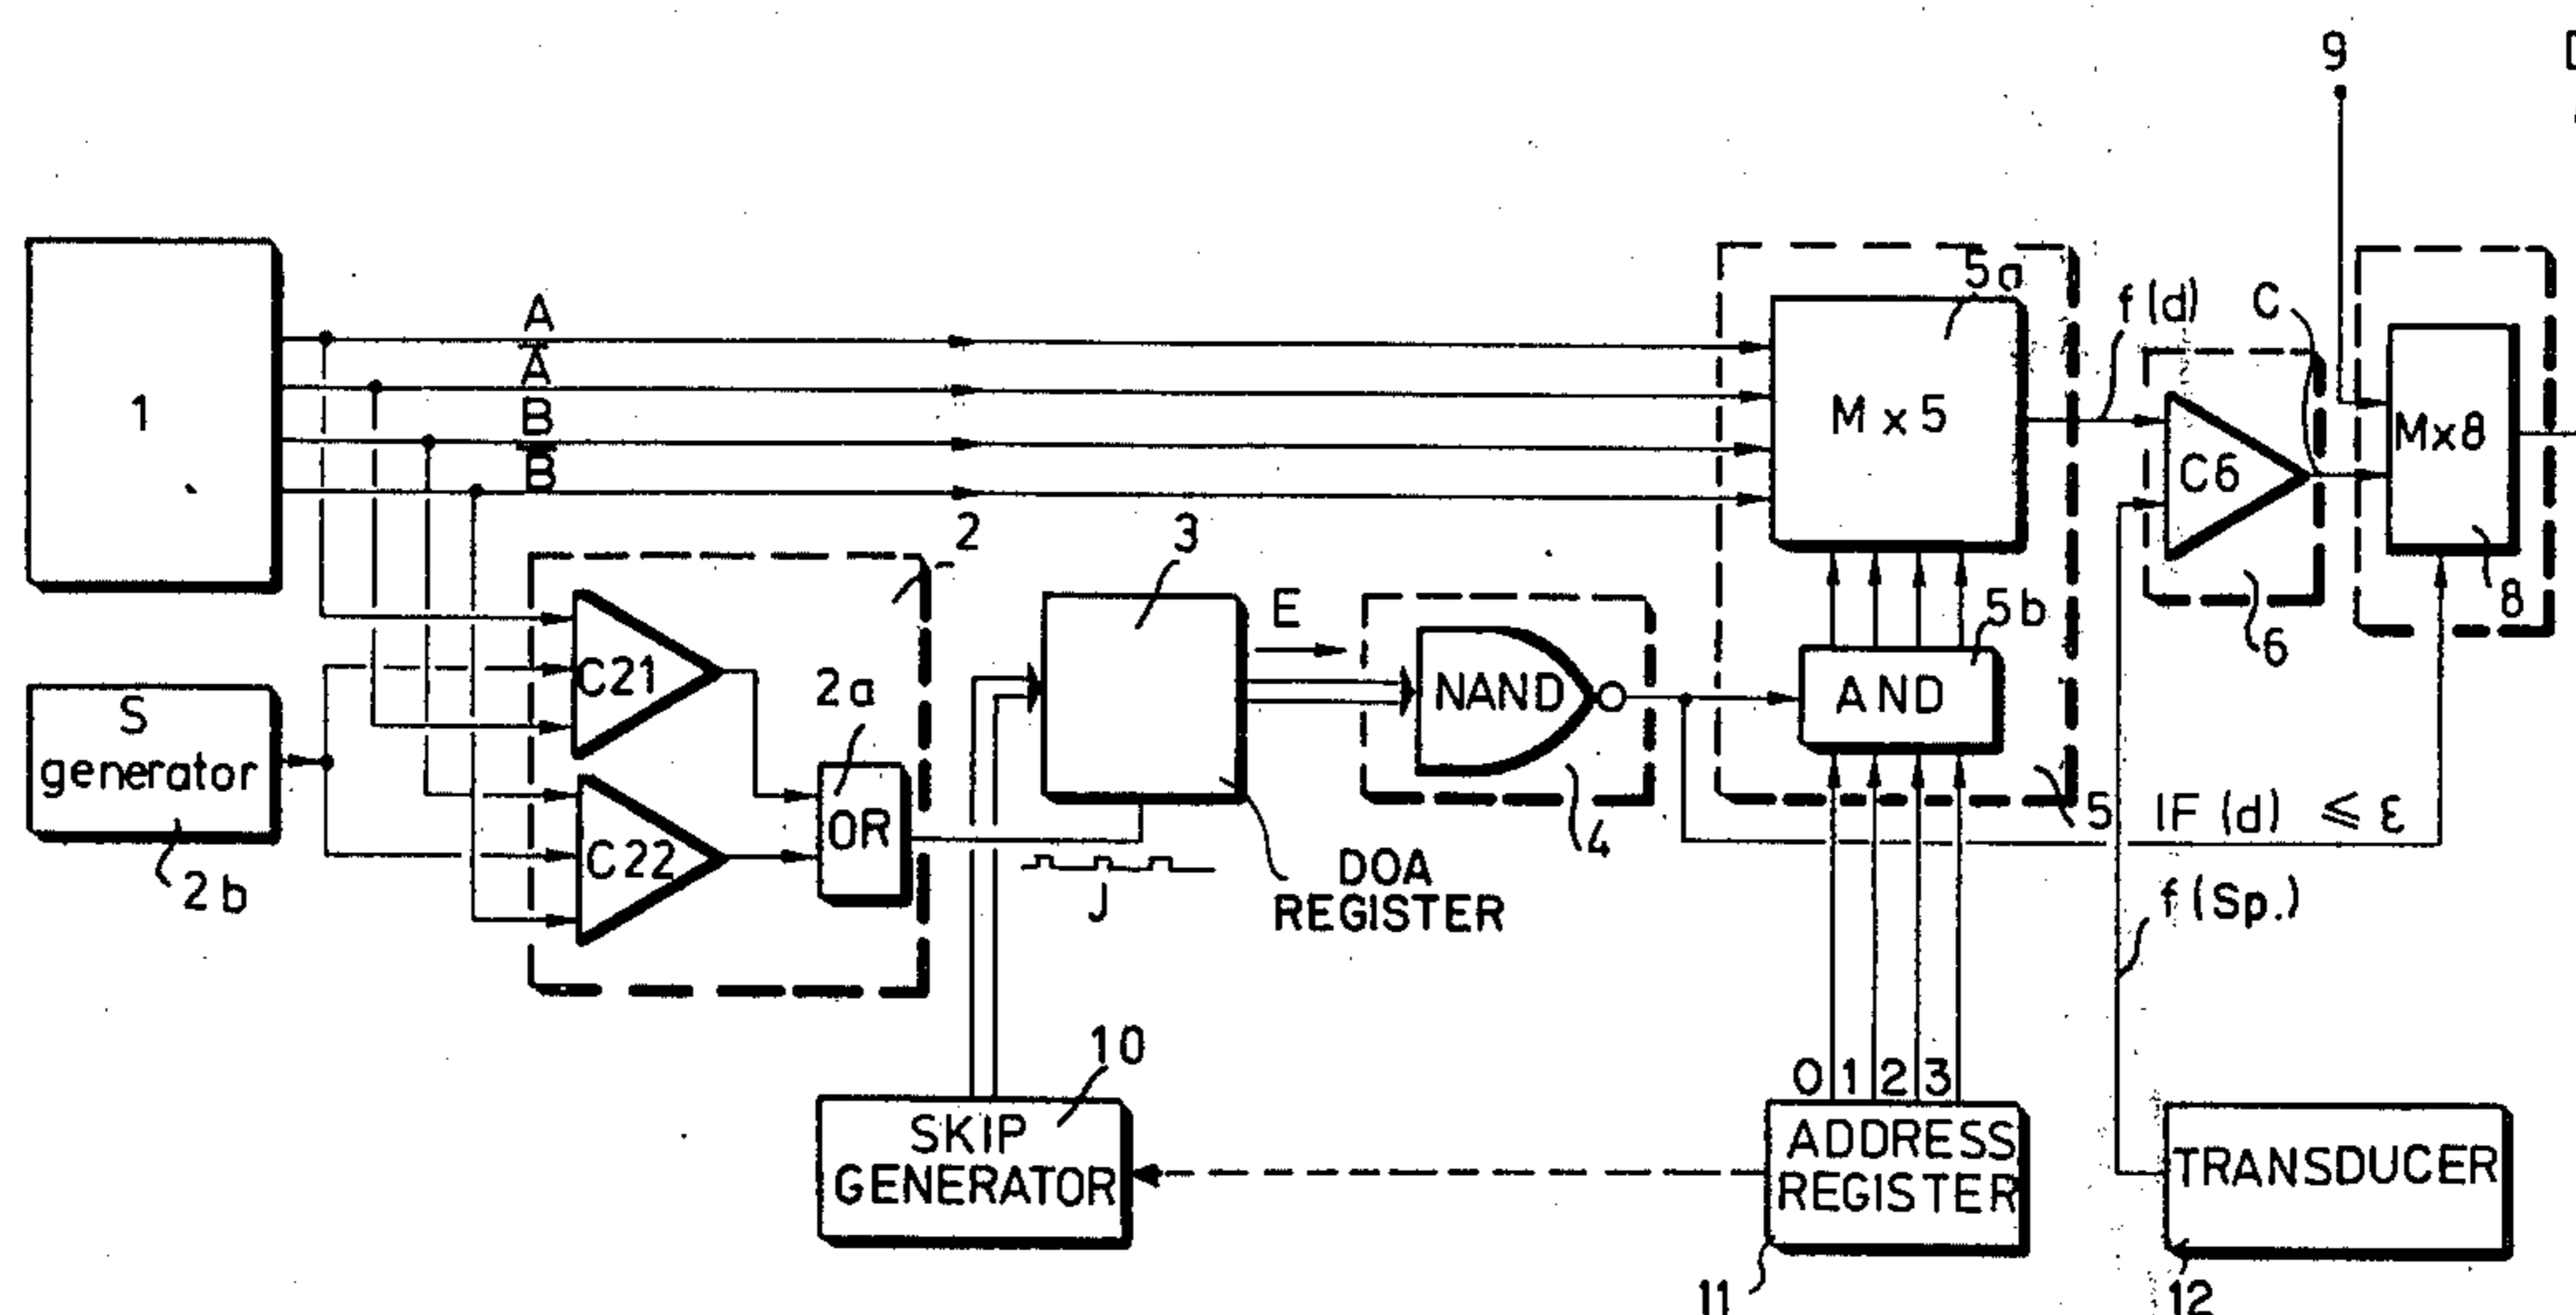 9
5a
A
f(d)
C
A̅
1
B
M x 5
Mx8
B̅
C6
2
3
8
E
5b
6
C21
S
generator
2a
NAND
AND
OR
C22
4
5
IF (d) ⩽ ε
2b
J
DOA
REGISTER
f (Sp.)
10
0 1 2 3
SKIP
GENERATOR
ADDRESS
REGISTER
TRANSDUCER
11
12